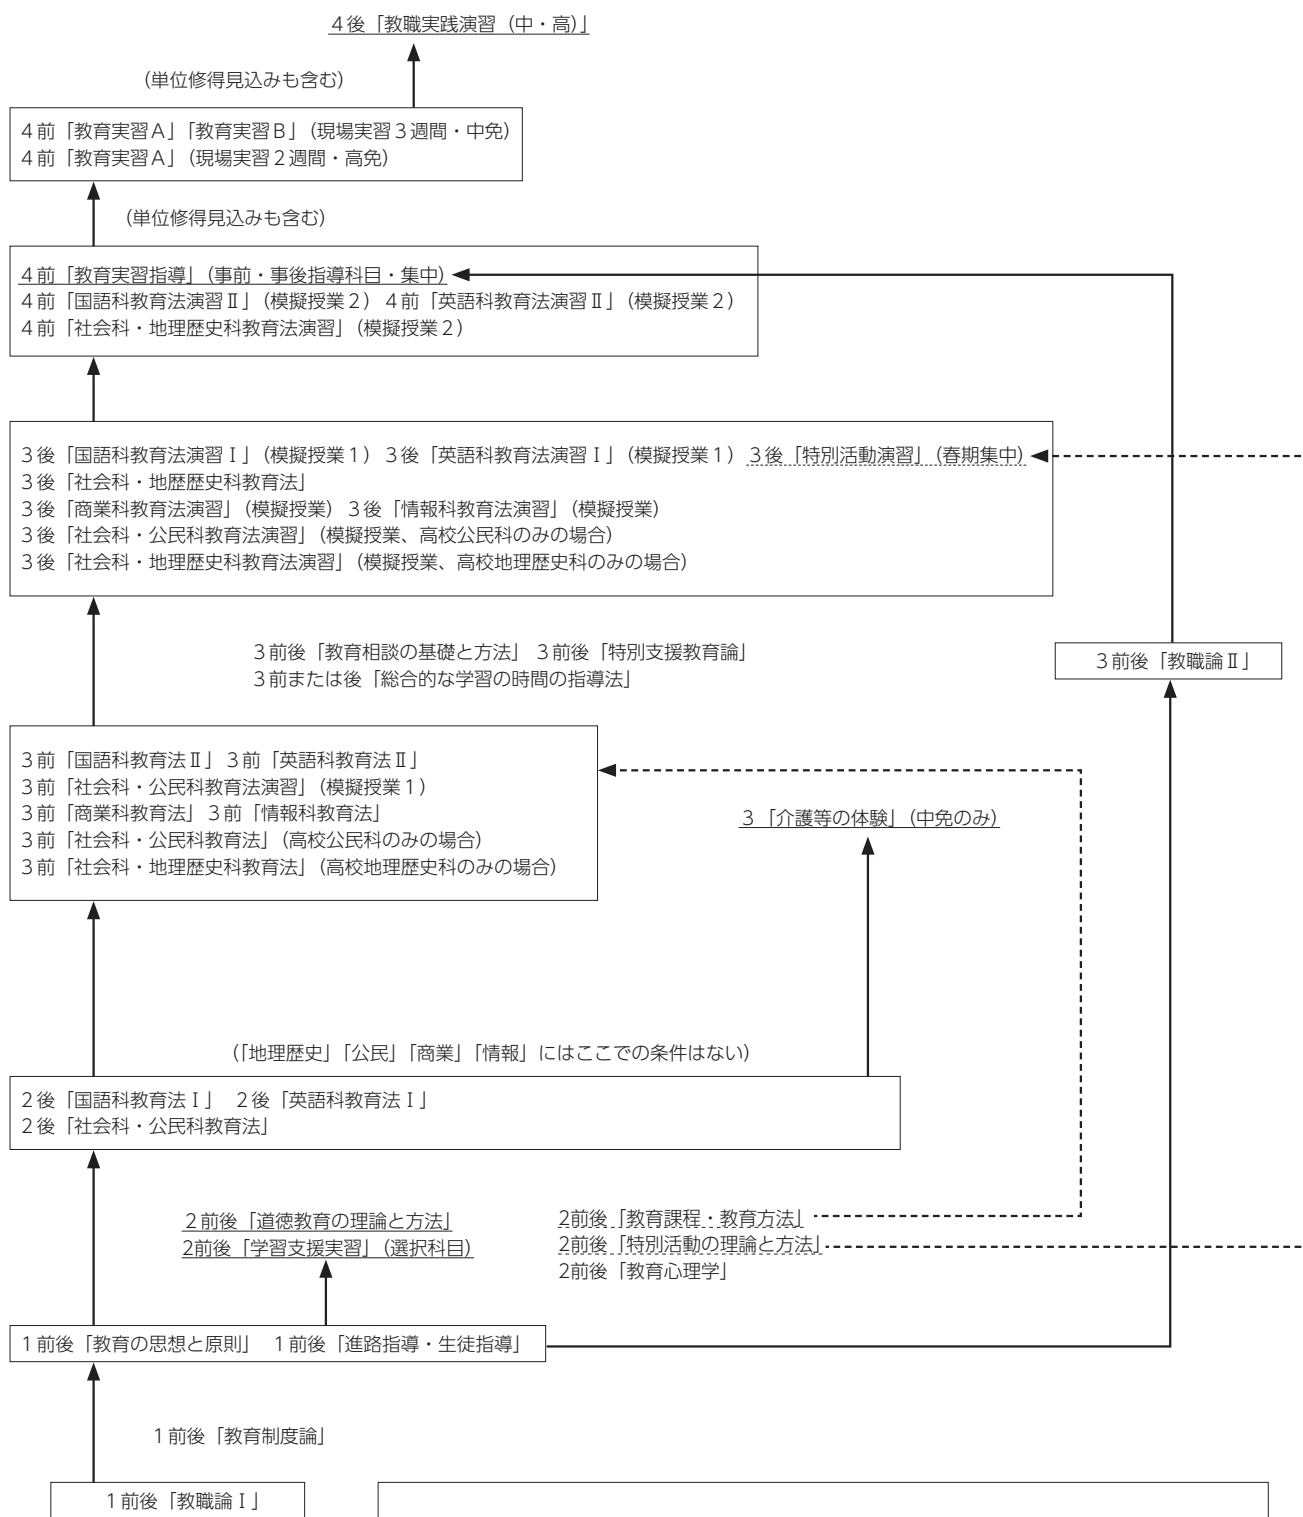 4後「教職実践演習（中・高）」
（単位修得見込みも含む）
4前「教育実習A」「教育実習B」（現場実習3週間・中免）
4前「教育実習A」（現場実習2週間・高免）
（単位修得見込みも含む）
4前「教育実習指導」（事前・事後指導科目・集中）
4前「国語科教育法演習Ⅱ」（模擬授業2）4前「英語科教育法演習Ⅱ」（模擬授業2）
4前「社会科・地理歴史科教育法演習」（模擬授業2）
3後「国語科教育法演習Ⅰ」（模擬授業1）3後「英語科教育法演習Ⅰ」（模擬授業1）3後「特別活動演習」（春期集中）
3後「社会科・地歴歴史科教育法」
3後「商業科教育法演習」（模擬授業）3後「情報科教育法演習」（模擬授業）
3後「社会科・公民科教育法演習」（模擬授業、高校公民科のみの場合）
3後「社会科・地理歴史科教育法演習」（模擬授業、高校地理歴史科のみの場合）
3前後「教育相談の基礎と方法」 3前後「特別支援教育論」
3前または後「総合的な学習の時間の指導法」
3前後「教職論Ⅱ」
3前「国語科教育法Ⅱ」 3前「英語科教育法Ⅱ」
3前「社会科・公民科教育法演習」（模擬授業1）
3前「商業科教育法」3前「情報科教育法」
3前「社会科・公民科教育法」（高校公民科のみの場合）
3前「社会科・地理歴史科教育法」（高校地理歴史科のみの場合）
3「介護等の体験」（中免のみ）
（「地理歴史」「公民」「商業」「情報」にはここでの条件はない）
2後「国語科教育法Ⅰ」 2後「英語科教育法Ⅰ」
2後「社会科・公民科教育法」
2前後「道徳教育の理論と方法」
2前後「学習支援実習」（選択科目）
2前後「教育課程・教育方法」
2前後「特別活動の理論と方法」
2前後「教育心理学」
1前後「教育の思想と原則」 1前後「進路指導・生徒指導」
1前後「教育制度論」
1前後「教職論Ⅰ」